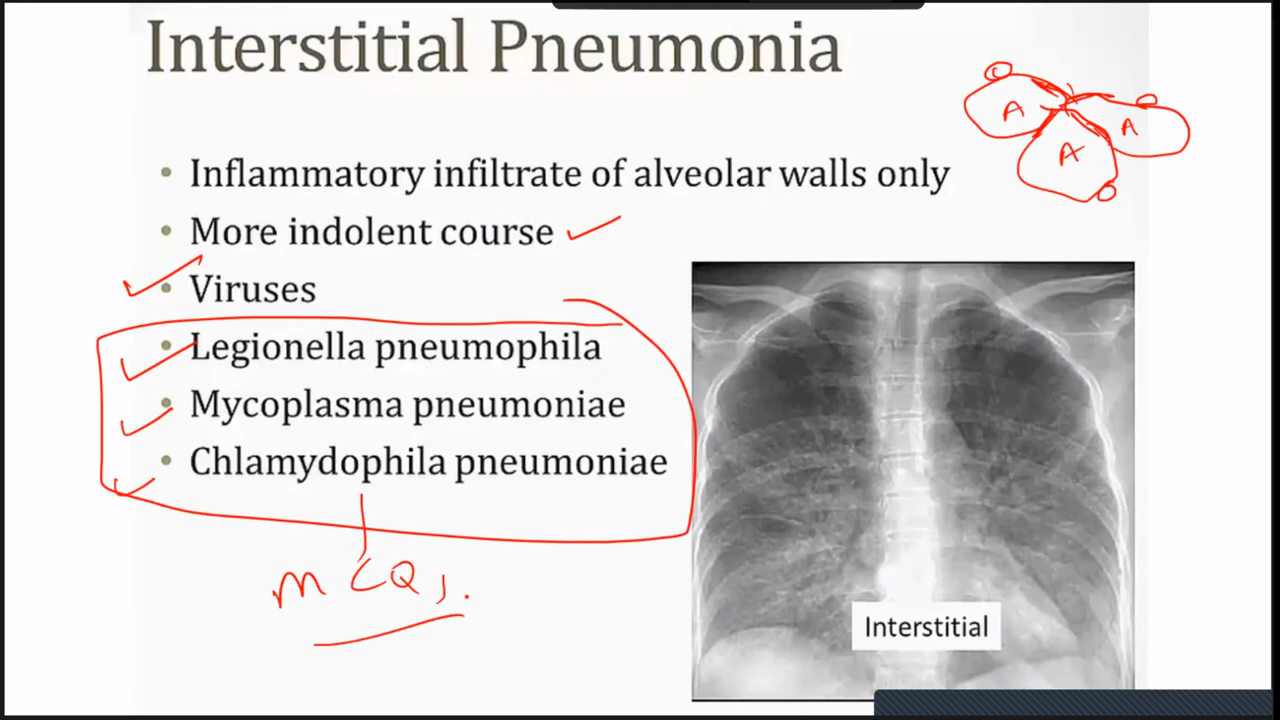 Interstitial Pneumonia
• Inflammatory infiltrate of alveolar walls only
• More indolent course
• Viruses
• Legionella pneumophila
• Mycoplasma pneumoniae
• Chlamydophila pneumoniae
MCQs.
A A
A
Interstitial